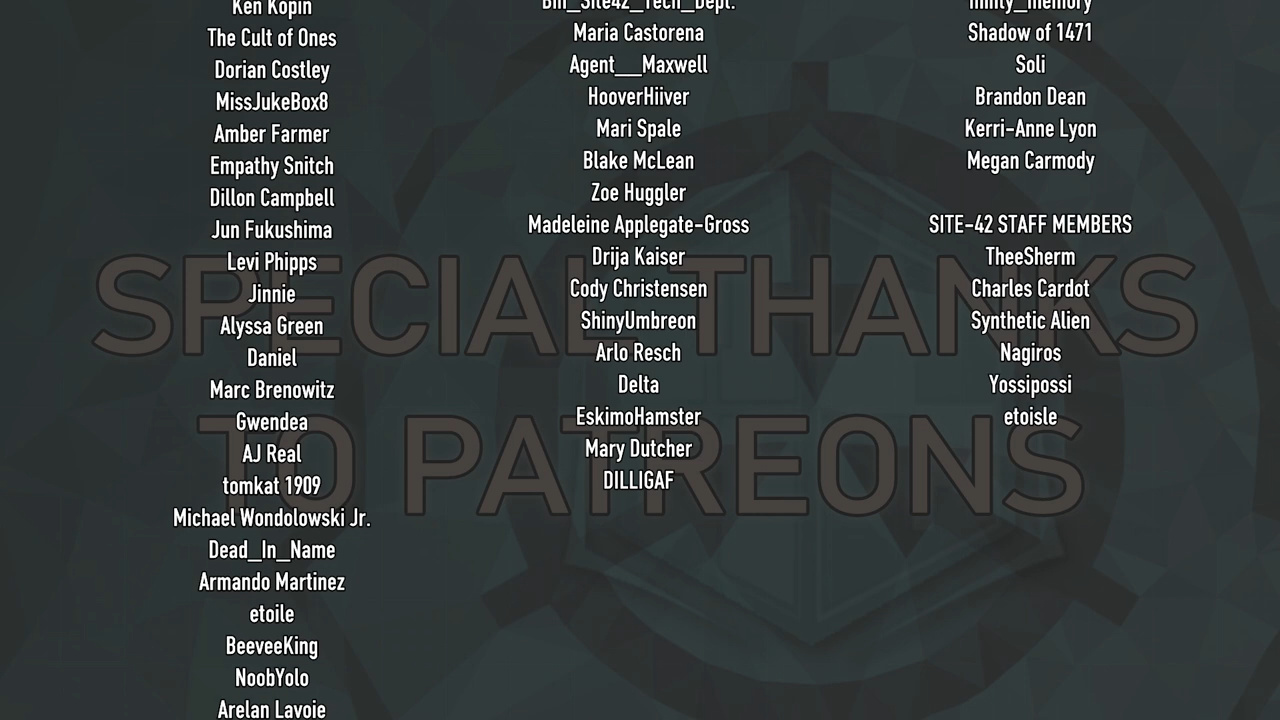 SPECIAL THANKS
TO PATREONS
Ken Kopin
The Cult of Ones
Dorian Costley
MissJukeBox8
Amber Farmer
Empathy Snitch
Dillon Campbell
Jun Fukushima
Levi Phipps
Jinnie
Alyssa Green
Daniel
Marc Brenowitz
Gwendea
AJ Real
tomkat 1909
Michael Wondolowski Jr.
Dead_In_Name
Armando Martinez
etoile
BeeveeKing
NoobYolo
Arelan Lavoie
Maria Castorena
Agent__Maxwell
HooverHiiver
Mari Spale
Blake McLean
Zoe Huggler
Madeleine Applegate-Gross
Drija Kaiser
Cody Christensen
ShinyUmbreon
Arlo Resch
Delta
EskimoHamster
Mary Dutcher
DILLIGAF
Shadow of 1471
Soli
Brandon Dean
Kerri-Anne Lyon
Megan Carmody
SITE-42 STAFF MEMBERS
TheeSherm
Charles Cardot
Synthetic Alien
Nagiros
Yossipossi
etoisle